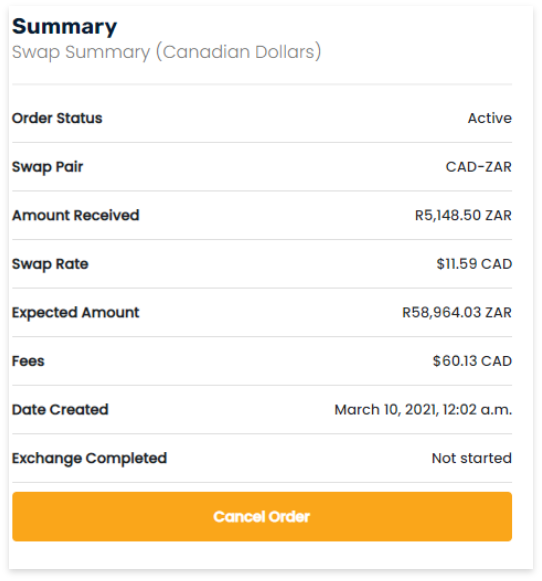 Summary
Swap Summary (Canadian Dollars)
Order Status Active
Swap Pair CAD-ZAR
Amount Received R5,148.50 ZAR
Swap Rate $11.59 CAD
Expected Amount R58,964.03 ZAR
Fees $60.13 CAD
Date Created March 10, 2021, 12:02 a.m.
Exchange Completed Not started
Cancel Order